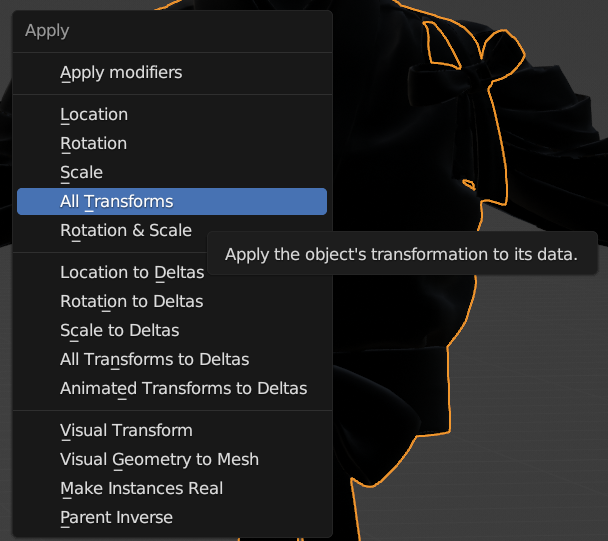 Apply
Apply modifiers
Location
Rotation
Scale
All Transforms
Rotation & Scale
Apply the object's transformation to its data.
Location to Deltas
Rotation to Deltas
Scale to Deltas
All Transforms to Deltas
Animated Transforms to Deltas
Visual Transform
Visual Geometry to Mesh
Make Instances Real
Parent Inverse